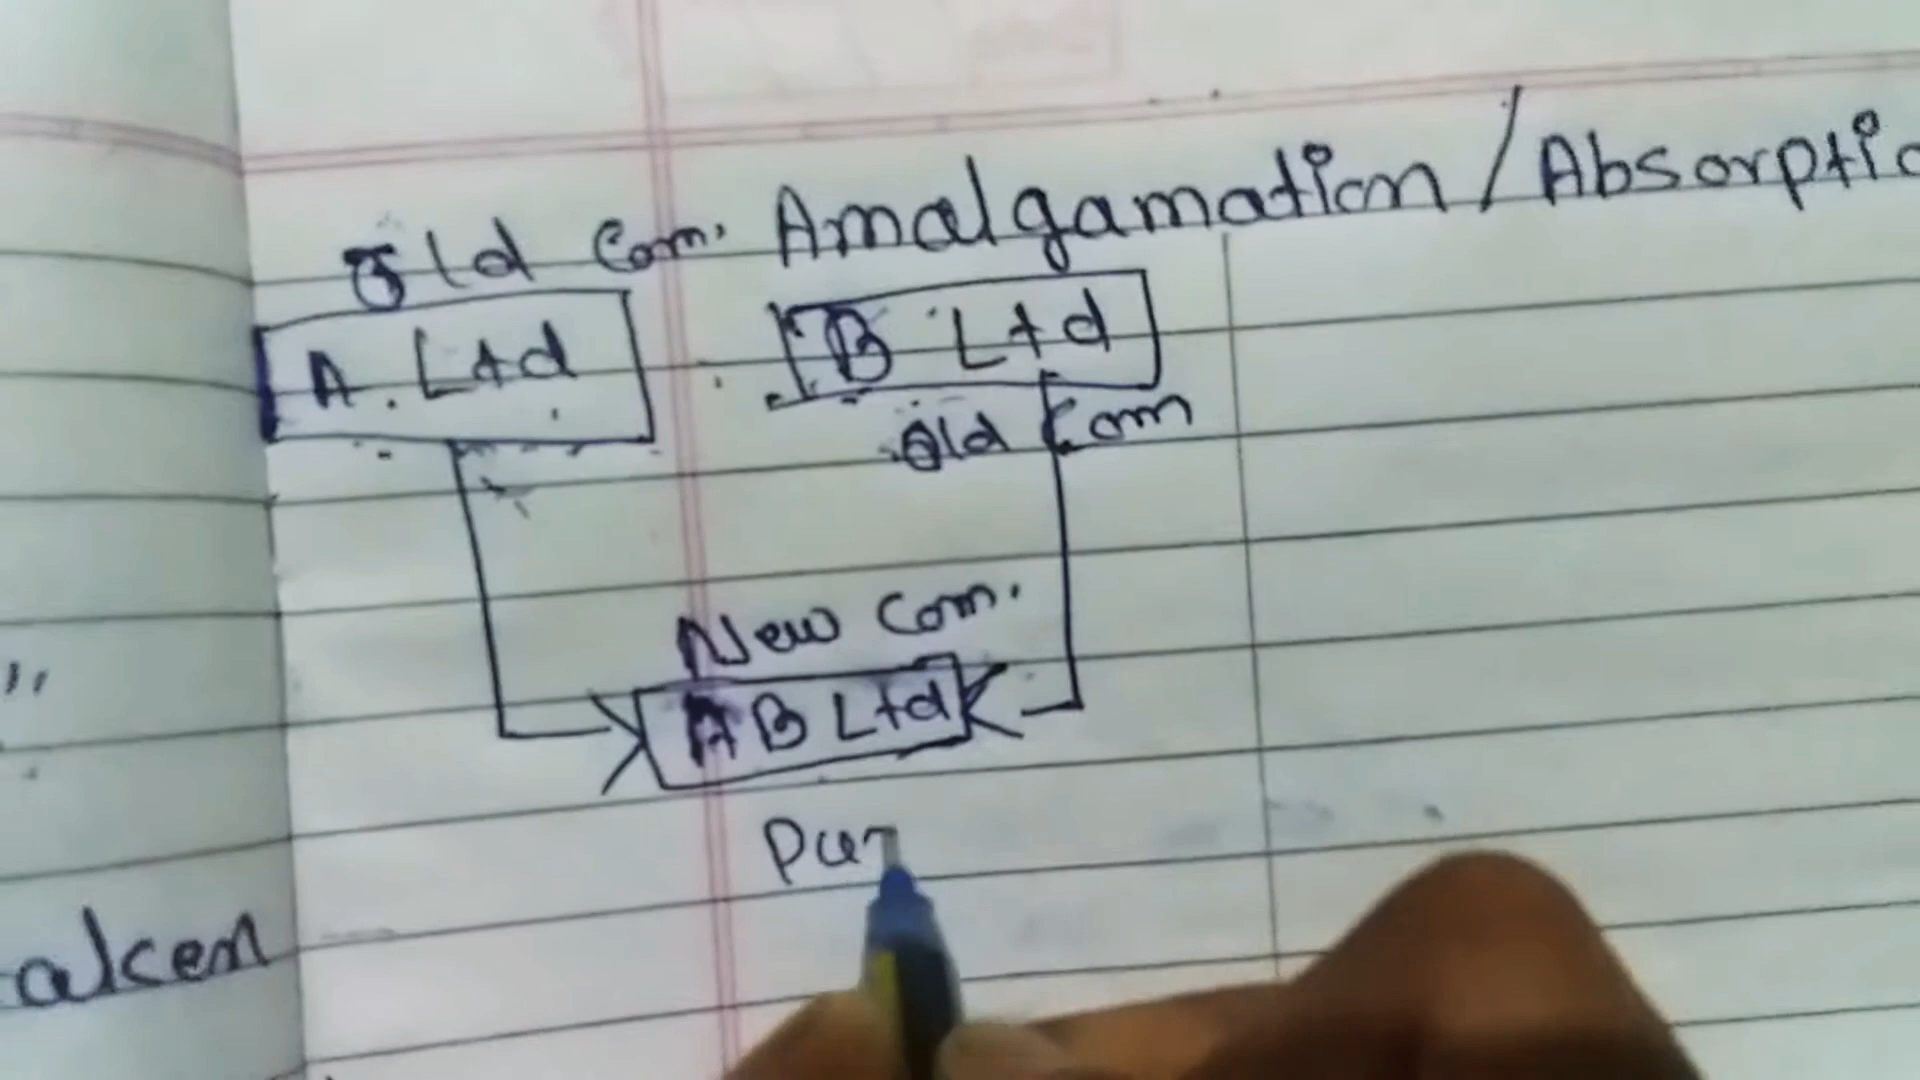 Amalgamation / Absorptio
Old Com.
A. Ltd
B Ltd
Old Com
New Com.
AB Ltd
Pur
alcen